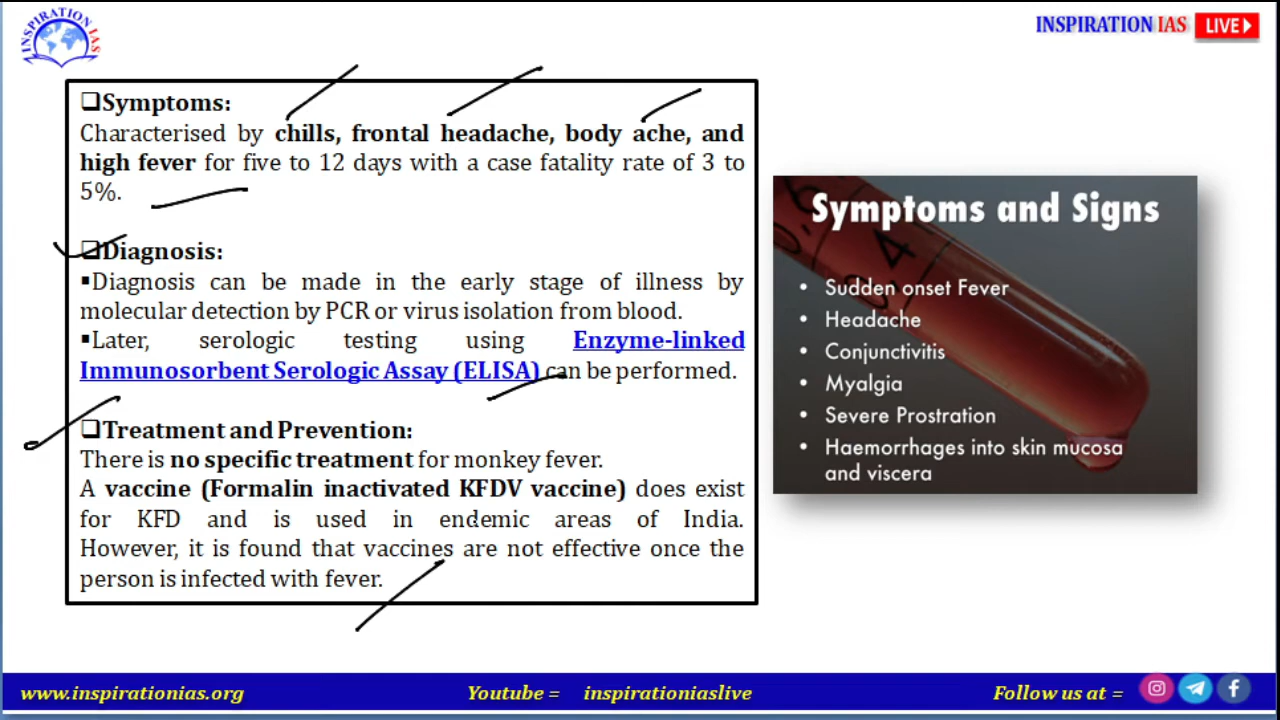 INSPIRATION IAS
INSPIRATION IAS LIVE
❑Symptoms:
Characterised by chills, frontal headache, body ache, and
high fever for five to 12 days with a case fatality rate of 3 to
5%.
❑Diagnosis:
▪Diagnosis can be made in the early stage of illness by
molecular detection by PCR or virus isolation from blood.
▪Later, serologic testing using Enzyme-linked
Immunosorbent Serologic Assay (ELISA) can be performed.
❑Treatment and Prevention:
There is no specific treatment for monkey fever.
A vaccine (Formalin inactivated KFDV vaccine) does exist
for KFD and is used in endemic areas of India.
However, it is found that vaccines are not effective once the
person is infected with fever.
0.6
0.4
Symptoms and Signs
• Sudden onset Fever
• Headache
• Conjunctivitis
• Myalgia
• Severe Prostration
• Haemorrhages into skin mucosa
and viscera
www.inspirationias.org
Youtube = inspirationiaslive
Follow us at =